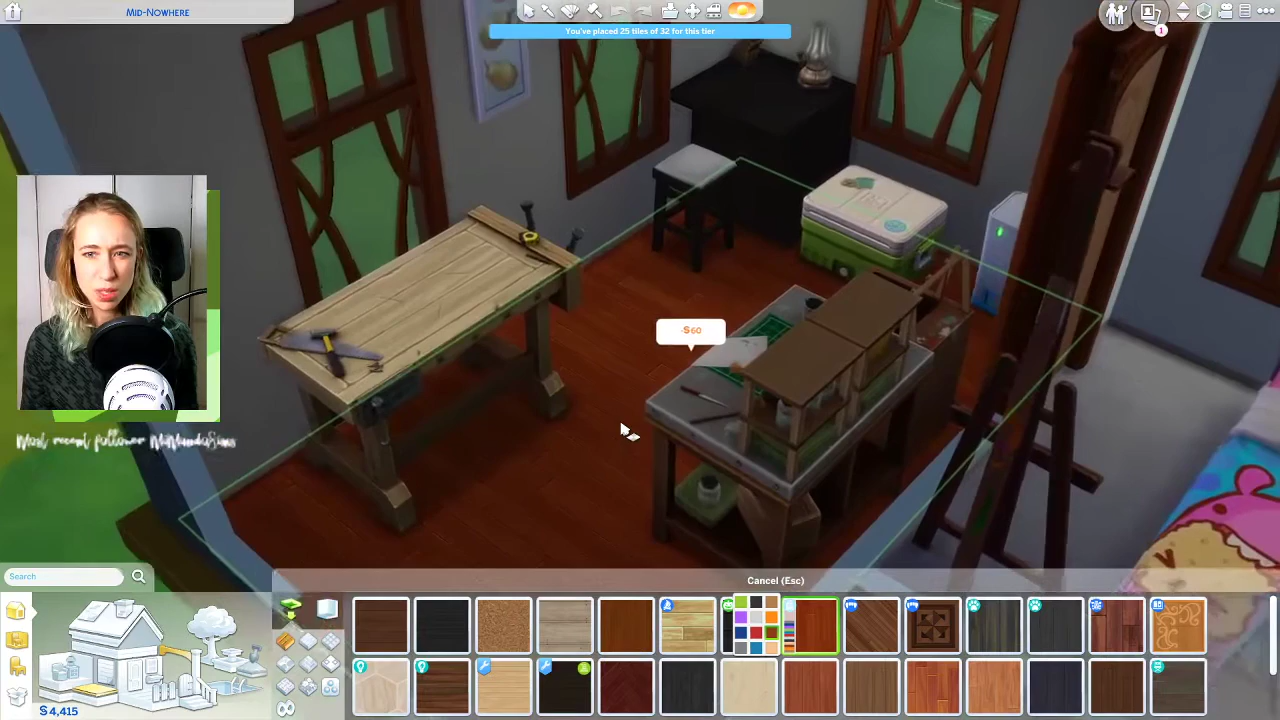 Mid-Nowhere
You've placed 25 tiles of 32 for this tier
1
-§60
Most recent follower
Cancel (Esc)
Search
§4,415